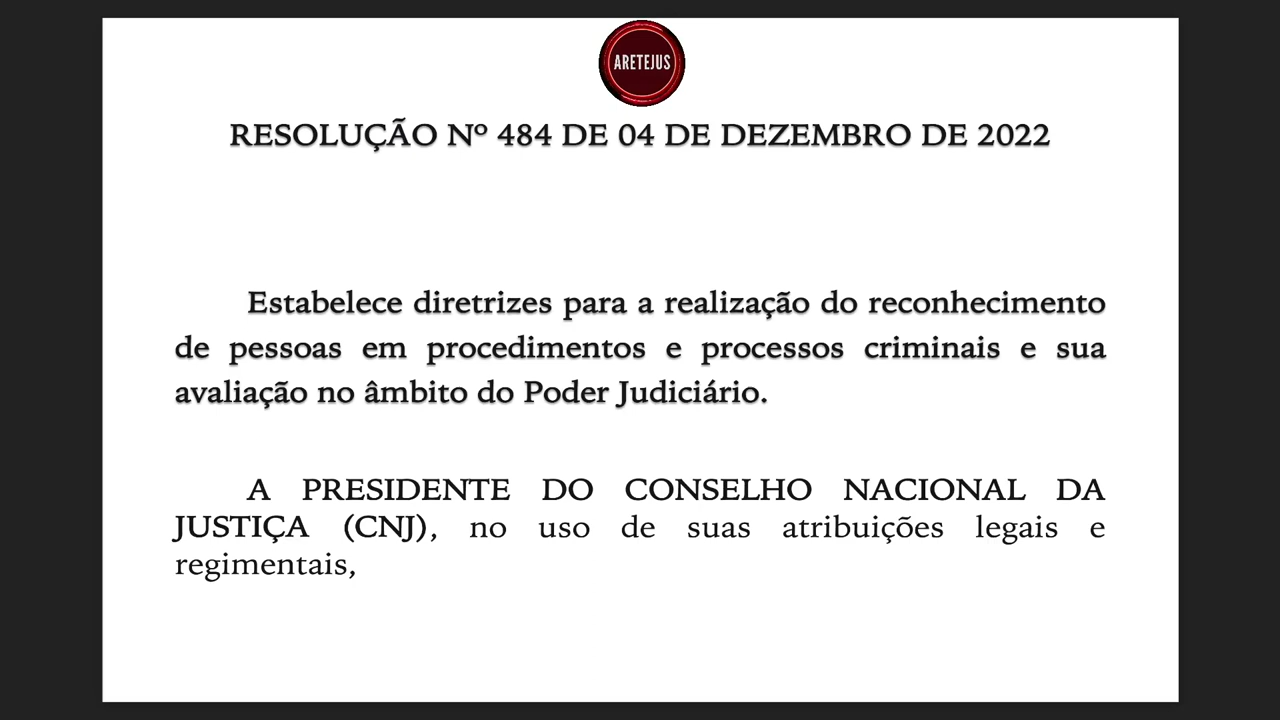 ARETEJUS
RESOLUÇÃO Nº 484 DE 04 DE DEZEMBRO DE 2022
Estabelece diretrizes para a realização do reconhecimento
de pessoas em procedimentos e processos criminais e sua
avaliação no âmbito do Poder Judiciário.
A PRESIDENTE DO CONSELHO NACIONAL DA
JUSTIÇA (CNJ), no uso de suas atribuições legais e
regimentais,